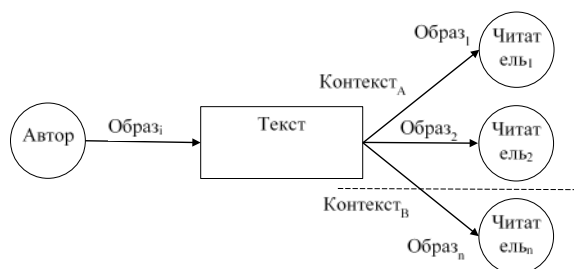 Образ₁
Читат
ель₁
Контекст_A
Автор
Образᵢ
Текст
Образ₂
Читат
ель₂
Контекст_B
Образₙ
Читат
ельₙ